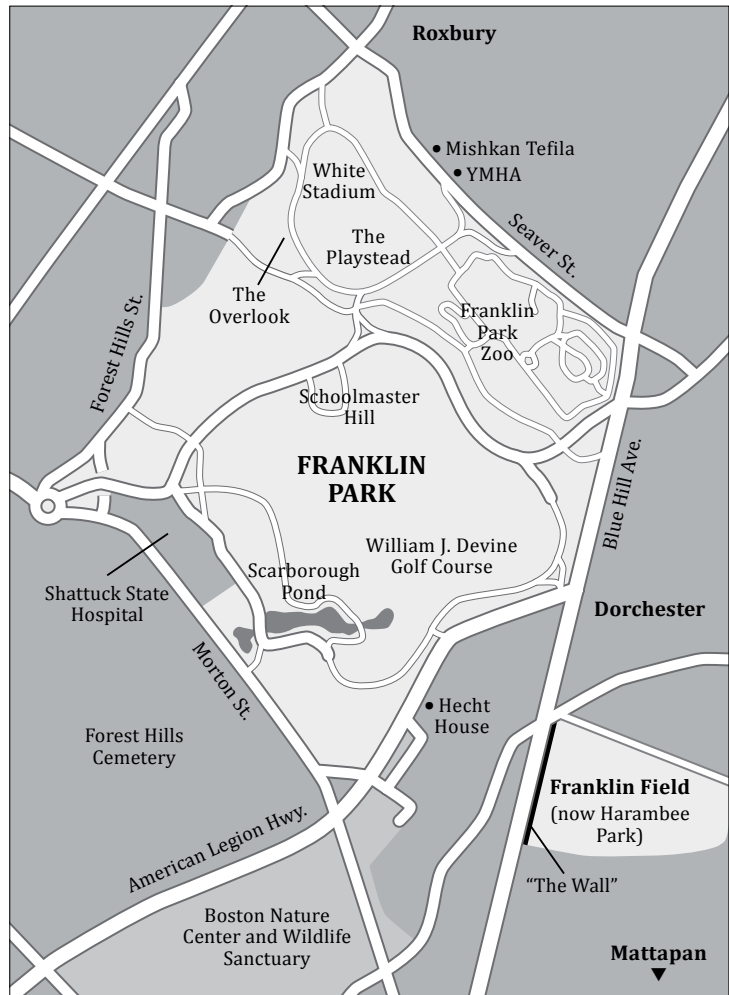 Roxbury
Mishkan Tefila
YMHA
White
Stadium
Seaver St.
The
Playstead
The
Overlook
Franklin
Park
Zoo
Forest Hills St.
Schoolmaster
Hill
FRANKLIN
PARK
Blue Hill Ave.
William J. Devine
Golf Course
Scarborough
Pond
Shattuck State
Hospital
Dorchester
Morton St.
Hecht
House
Forest Hills
Cemetery
Franklin Field
(now Harambee
Park)
American Legion Hwy.
“The Wall”
Boston Nature
Center and Wildlife
Sanctuary
Mattapan